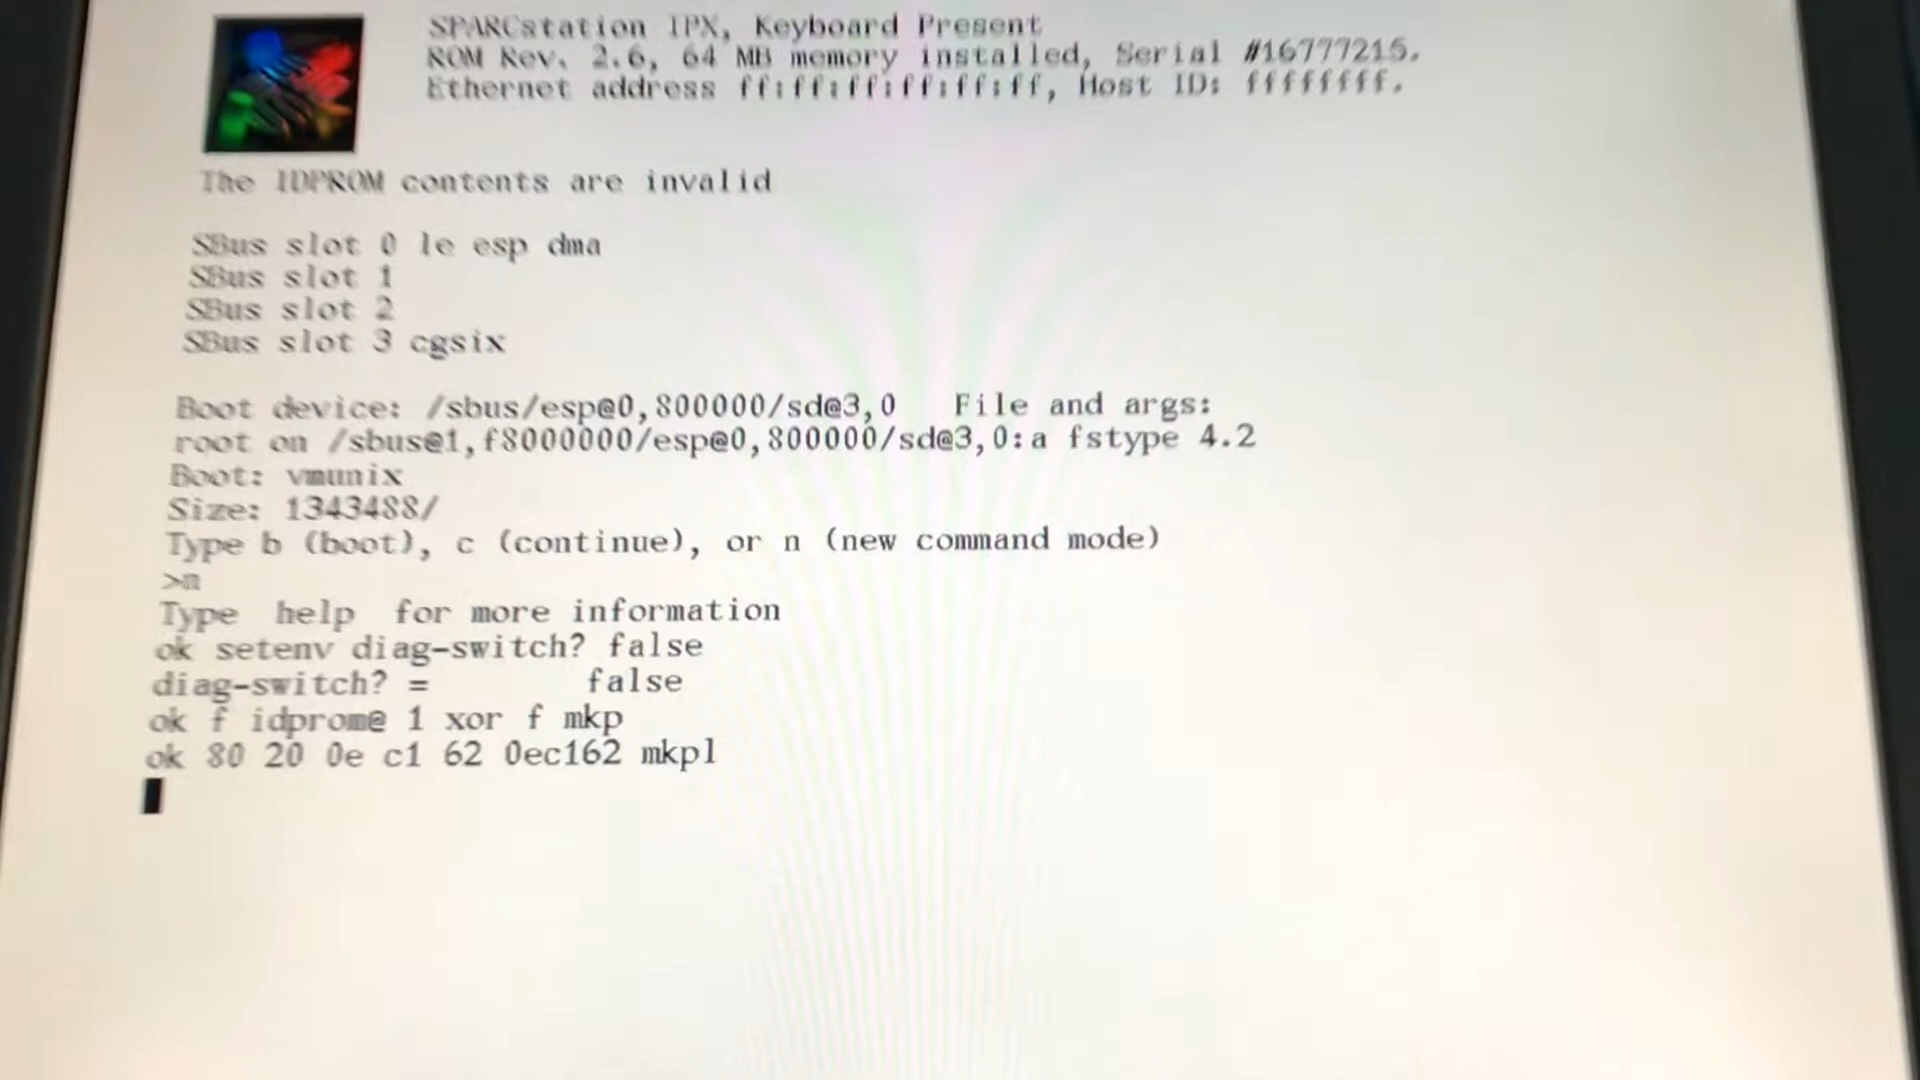 SPARCstation IPX, Keyboard Present
ROM Rev. 2.6, 64 MB memory installed, Serial #16777215.
Ethernet address ff:ff:ff:ff:ff:ff, Host ID: ffffffff.
The IDPROM contents are invalid
SBus slot 0 le esp dma
SBus slot 1
SBus slot 2
SBus slot 3 cgsix
Boot device: /sbus/esp@0,800000/sd@3,0 File and args:
root on /sbus@1,f8000000/esp@0,800000/sd@3,0:a fstype 4.2
Boot: vmunix
Size: 1343488/
Type b (boot), c (continue), or n (new command mode)
>n
Type help for more information
ok setenv diag-switch? false
diag-switch? = false
ok f idprom@ 1 xor f mkp
ok 80 20 0e c1 62 0ec162 mkpl